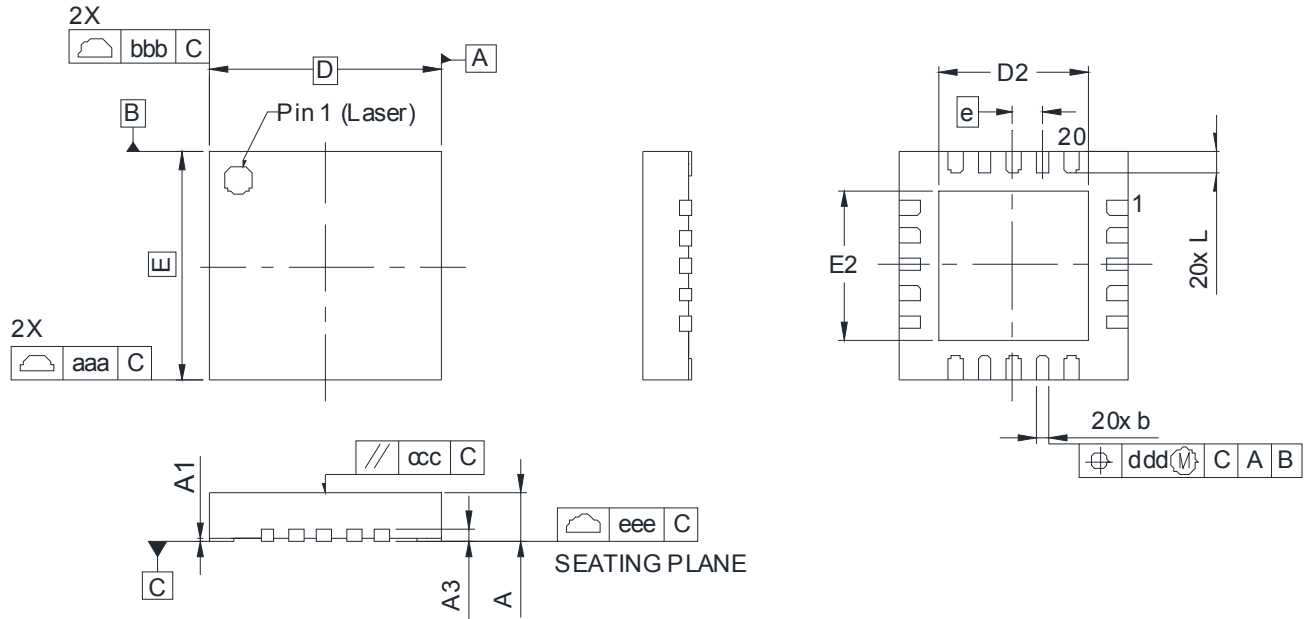 2X
bbb C
D
A
B
Pin 1 (Laser)
E
2X
aaa C
D2
e
20
1
E2
20x L
20x b
ddd M C A B
// ccc C
A1
eee C
SEATING PLANE
A3
A
C